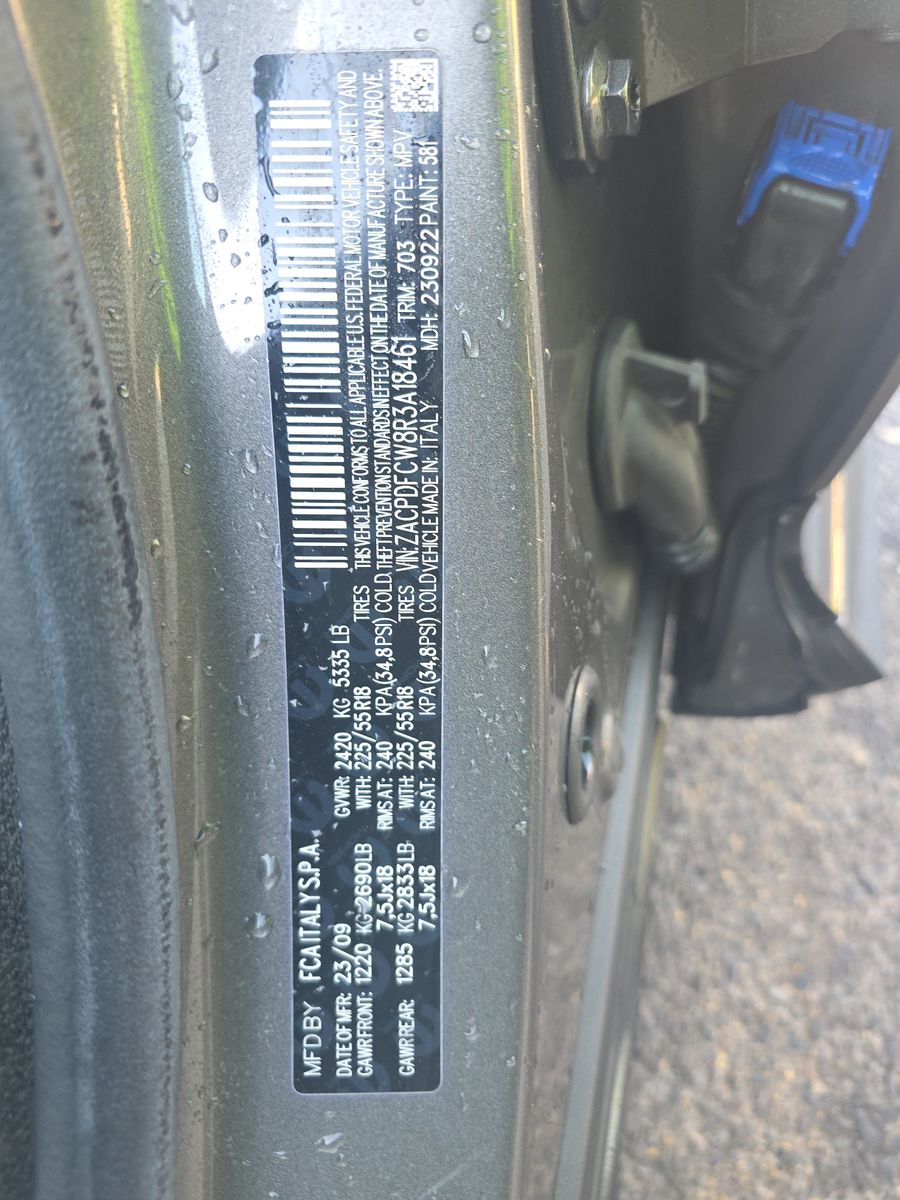 MFD BY FCA ITALY S.P.A.
DATE OF MFR: 23/09 GVWR: 2420 KG 5335 LB
GAWR FRONT: 1220 KG 2690 LB WITH: 225/55R18 TIRES
7,5Jx18 RIMS AT: 240 KPA (34,8PSI) COLD.
GAWR REAR: 1285 KG 2833 LB WITH: 225/55R18 TIRES
7,5Jx18 RIMS AT: 240 KPA (34,8PSI) COLD
THIS VEHICLE CONFORMS TO ALL APPLICABLE U.S. FEDERAL MOTOR VEHICLE SAFETY AND
THEFT PREVENTION STANDARDS IN EFFECT ON THE DATE OF MANUFACTURE SHOWN ABOVE.
VIN: ZACPDFCW8R3A18461 TRIM: 703 TYPE: MPV
VEHICLE MADE IN: ITALY MDH: 230922 PAINT: 581